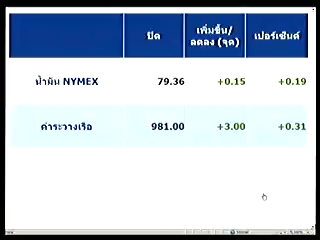 ปิด เพิ่มขึ้น/ลดลง (จุด) เปอร์เซ็นต์
น้ำมัน NYMEX 79.36 +0.15 +0.19
ค่าระวางเรือ 981.00 +3.00 +0.31